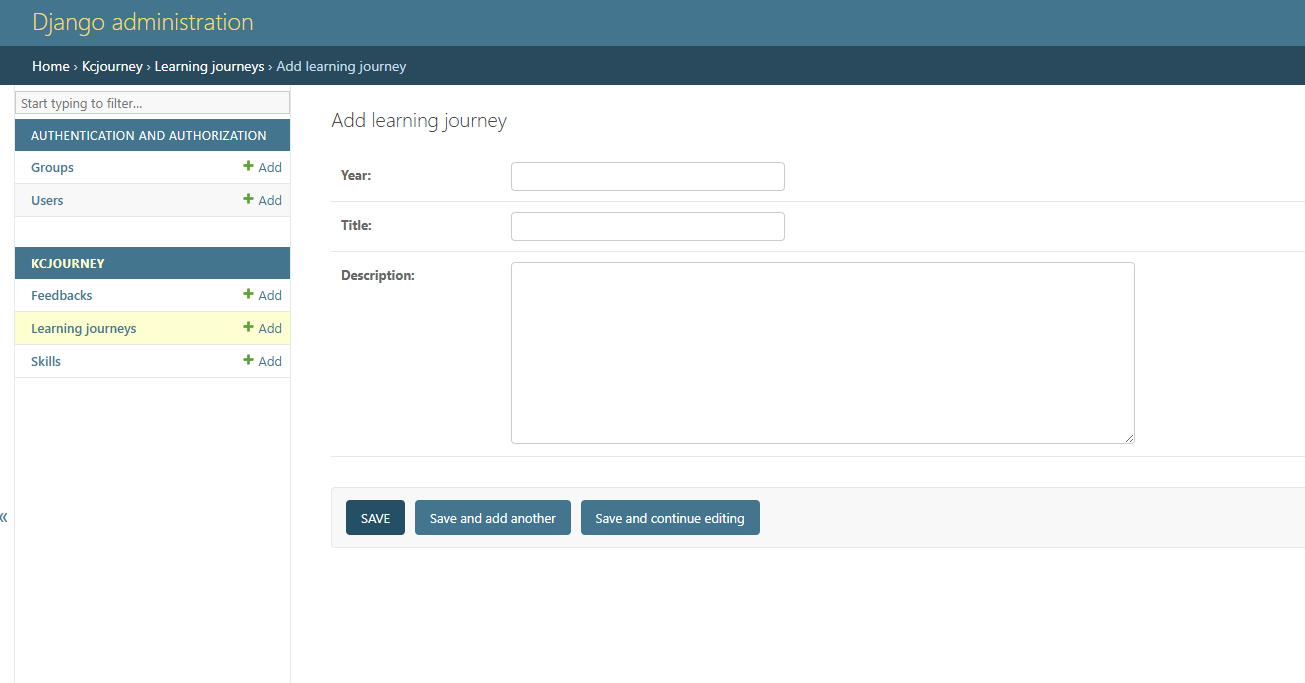 Django administration
Home › Kcjourney › Learning journeys › Add learning journey
Start typing to filter...
AUTHENTICATION AND AUTHORIZATION
Groups + Add
Users + Add
KCJOURNEY
Feedbacks + Add
Learning journeys + Add
Skills + Add
«
Add learning journey
Year:
Title:
Description:
SAVE Save and add another Save and continue editing